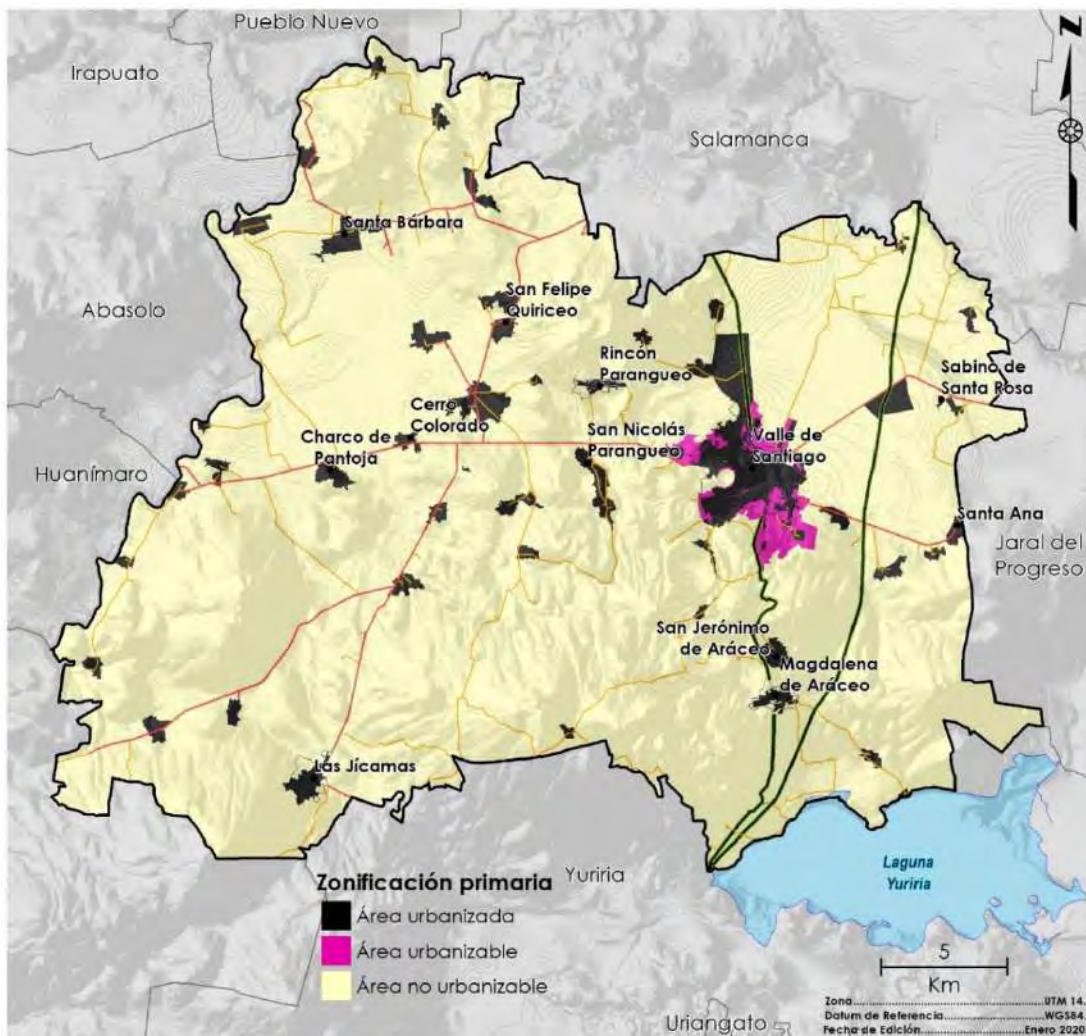 Pueblo Nuevo
Irapuato
Salamanca
Santa Bárbara
Abasolo
San Felipe
Quiriceo
Rincón
Parangueo
Sabino de
Santa Rosa
Cerro
Colorado
Charco de
Pantoja
San Nicolás
Parangueo
Valle de
Santiago
Huanímaro
Santa Ana
Jaral del
Progreso
San Jerónimo
de Aráceo
Magdalena
de Aráceo
Las Jícamas
Yuriria
Laguna
Yuriria
Zonificación primaria
Área urbanizada
Área urbanizable
Área no urbanizable
5
Km
Uriangato
Zona UTM 14.
Datum de Referencia WGS84.
Fecha de Edición Enero
N